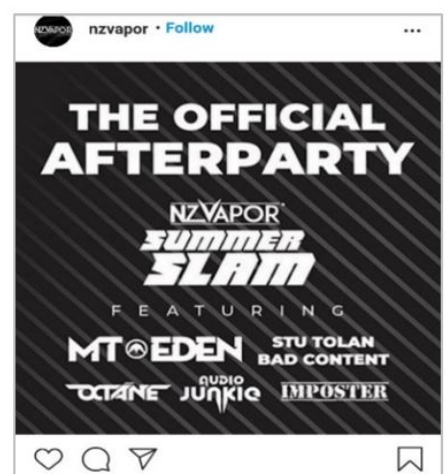 NZVAPOR
nzvapor • Follow
THE OFFICIAL
AFTERPARTY
NZVAPOR
SUMMER
SLAM
FEATURING
MT EDEN
STU TOLAN
BAD CONTENT
OCTANE
AUDIO
JUNKIE
IMPOSTER